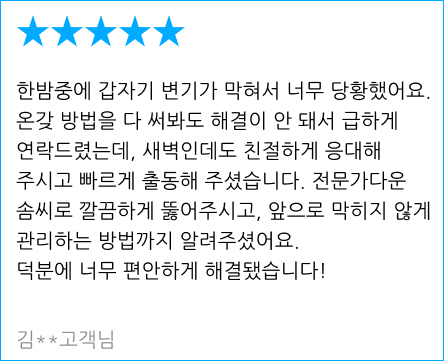 ★★★★★
한밤중에 갑자기 변기가 막혀서 너무 당황했어요.
온갖 방법을 다 써봐도 해결이 안 돼서 급하게
연락드렸는데, 새벽인데도 친절하게 응대해
주시고 빠르게 출동해 주셨습니다. 전문가다운
솜씨로 깔끔하게 뚫어주시고, 앞으로 막히지 않게
관리하는 방법까지 알려주셨어요.
덕분에 너무 편안하게 해결됐습니다!
김**고객님